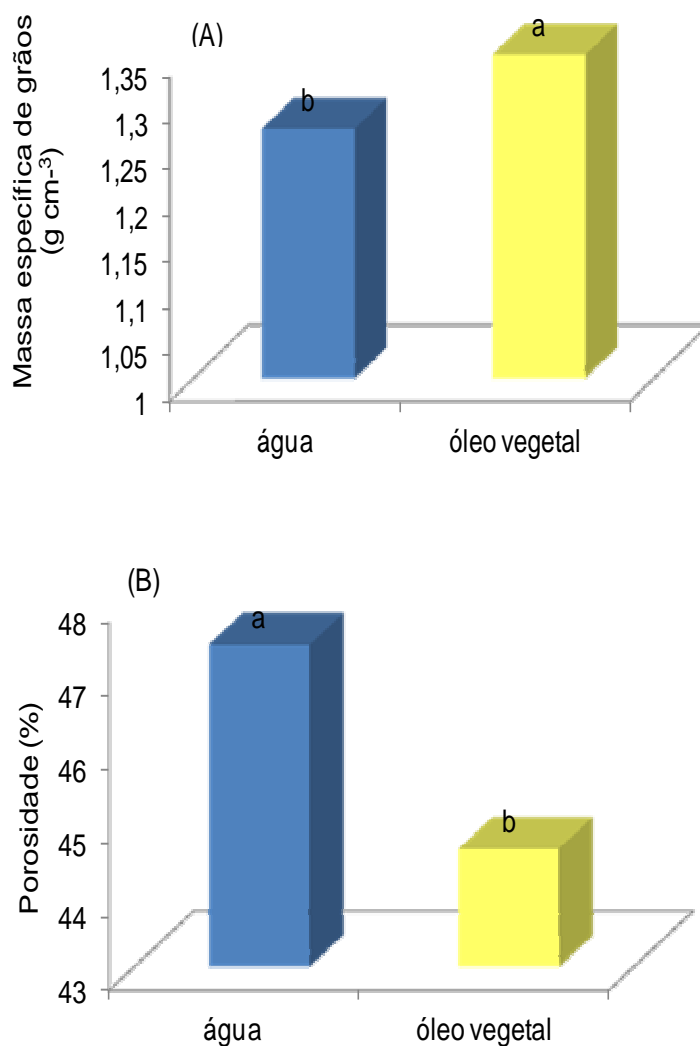 (A)
Massa específica de grãos
(g cm-³)
1,35
1,3
1,25
1,2
1,15
1,1
1,05
1
b
a
água
óleo vegetal
(B)
Porosidade (%)
48
47
46
45
44
43
a
b
água
óleo vegetal